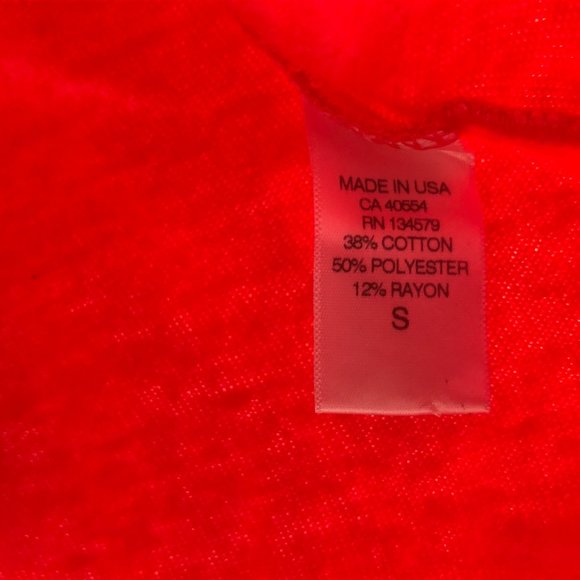 MADE IN USA
CA 40554
RN 134579
38% COTTON
50% POLYESTER
12% RAYON
S